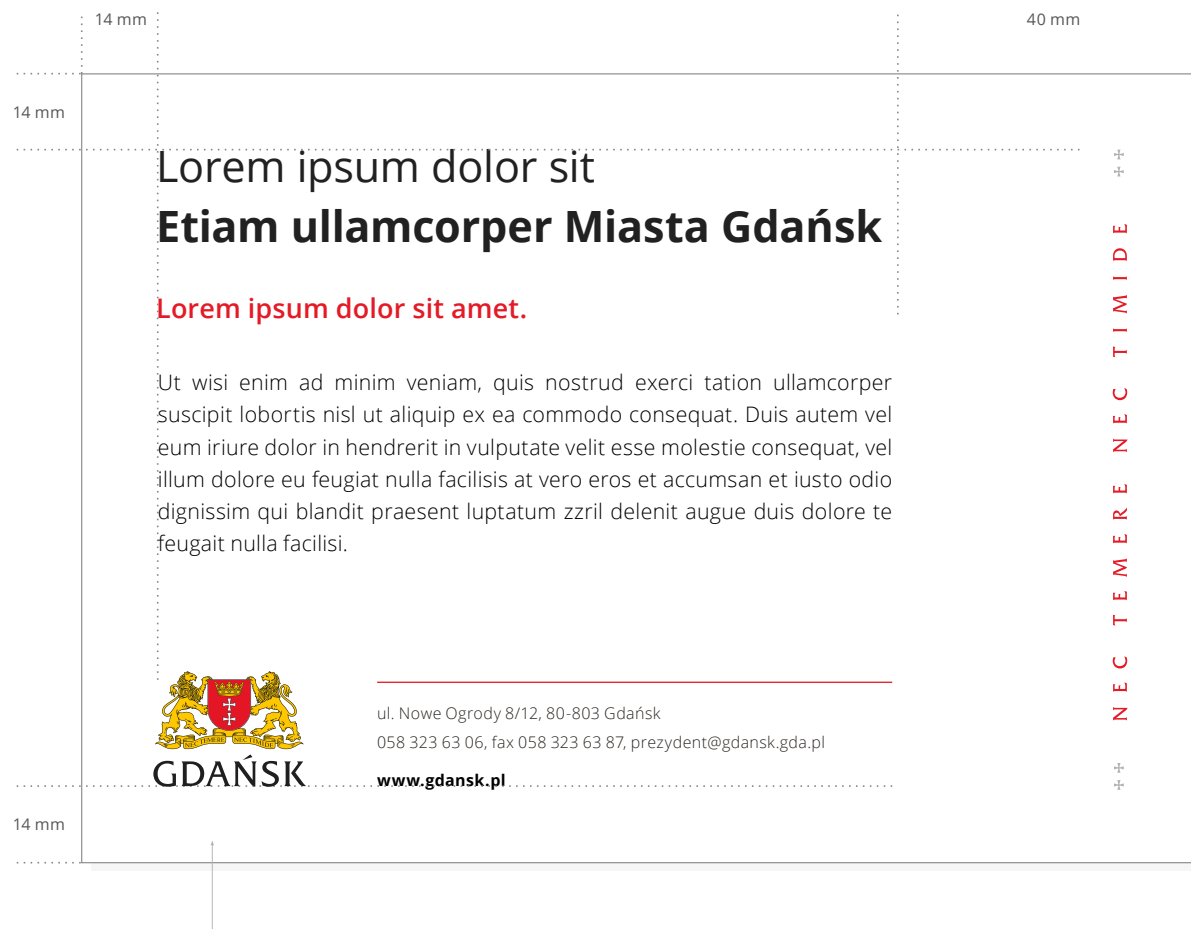 14 mm
40 mm
14 mm
Lorem ipsum dolor sit
Etiam ullamcorper Miasta Gdańsk
Lorem ipsum dolor sit amet.
Ut wisi enim ad minim veniam, quis nostrud exerci tation ullamcorper
suscipit lobortis nisl ut aliquip ex ea commodo consequat. Duis autem vel
eum iriure dolor in hendrerit in vulputate velit esse molestie consequat, vel
illum dolore eu feugiat nulla facilisis at vero eros et accumsan et iusto odio
dignissim qui blandit praesent luptatum zzril delenit augue duis dolore te
feugait nulla facilisi.
NEC TEMERE NEC TIMIDE
NEC TEMERE NEC TIMIDE
GDAŃSK
ul. Nowe Ogrody 8/12, 80-803 Gdańsk
058 323 63 06, fax 058 323 63 87, prezydent@gdansk.gda.pl
www.gdansk.pl
14 mm